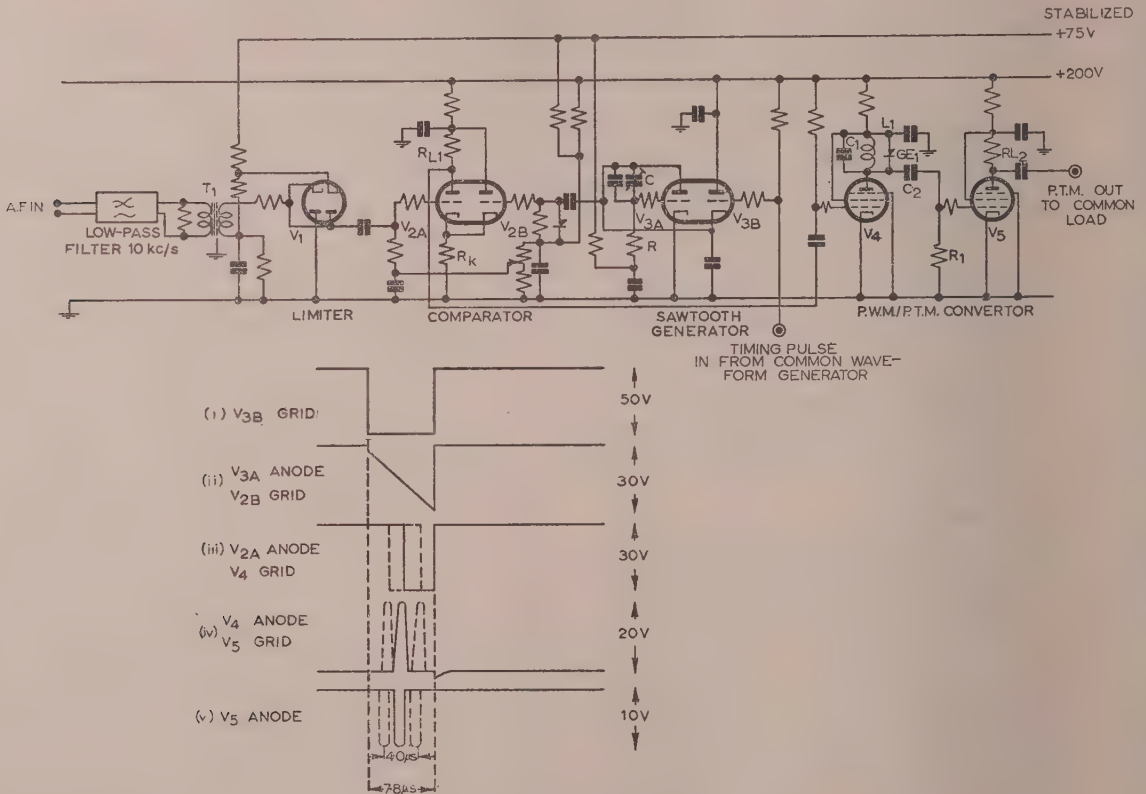 STABILIZED
+75V
+200V
L1
C1
GE1
RL2
RL1
C2
C
T1
A.F IN
LOW-PASS
FILTER 10 kc/s
V1
V2A
V2B
V3A
V3B
V4
V5
P.T.M. OUT
TO COMMON
LOAD
Rk
R
R1
LIMITER
COMPARATOR
SAWTOOTH
GENERATOR
P.W.M./P.T.M. CONVERTOR
TIMING PULSE
IN FROM COMMON WAVE-
FORM GENERATOR
(i) V3B GRID
50V
(ii) V3A ANODE
V2B GRID
30V
(iii) V2A ANODE
V4 GRID
30V
(iv) V4 ANODE
V5 GRID
20V
(v) V5 ANODE
10V
40μs
78μs